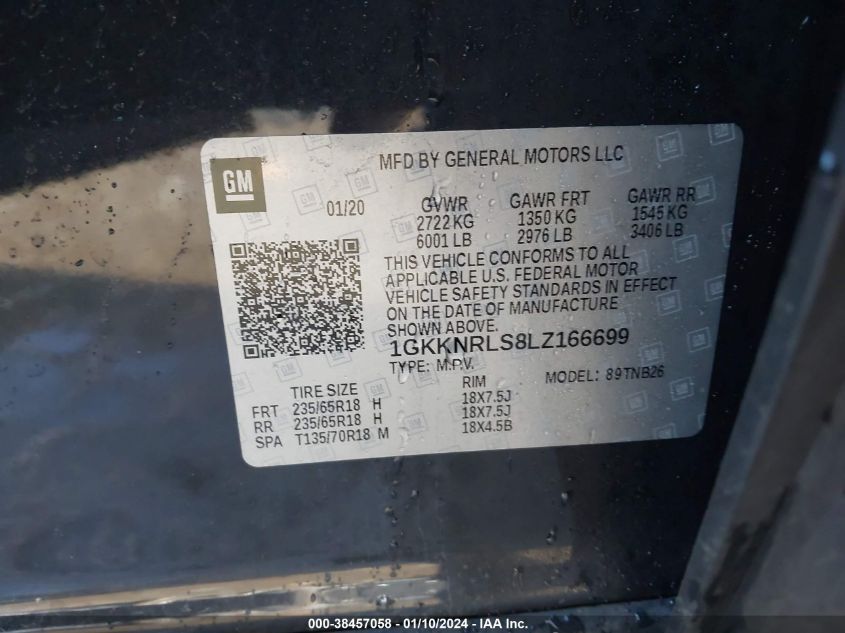 GM
MFD BY GENERAL MOTORS LLC
01/20
GVWR GAWR FRT GAWR RR
2722 KG 1350 KG 1545 KG
6001 LB 2976 LB 3406 LB
THIS VEHICLE CONFORMS TO ALL
APPLICABLE U.S. FEDERAL MOTOR
VEHICLE SAFETY STANDARDS IN EFFECT
ON THE DATE OF MANUFACTURE
SHOWN ABOVE.
1GKKNRLS8LZ166699
TYPE: M.P.V. MODEL: 89TNB26
TIRE SIZE RIM
FRT 235/65R18 H 18X7.5J
RR 235/65R18 H 18X7.5J
SPA T135/70R18 M 18X4.5B
000-38457058 - 01/10/2024 - IAA Inc.